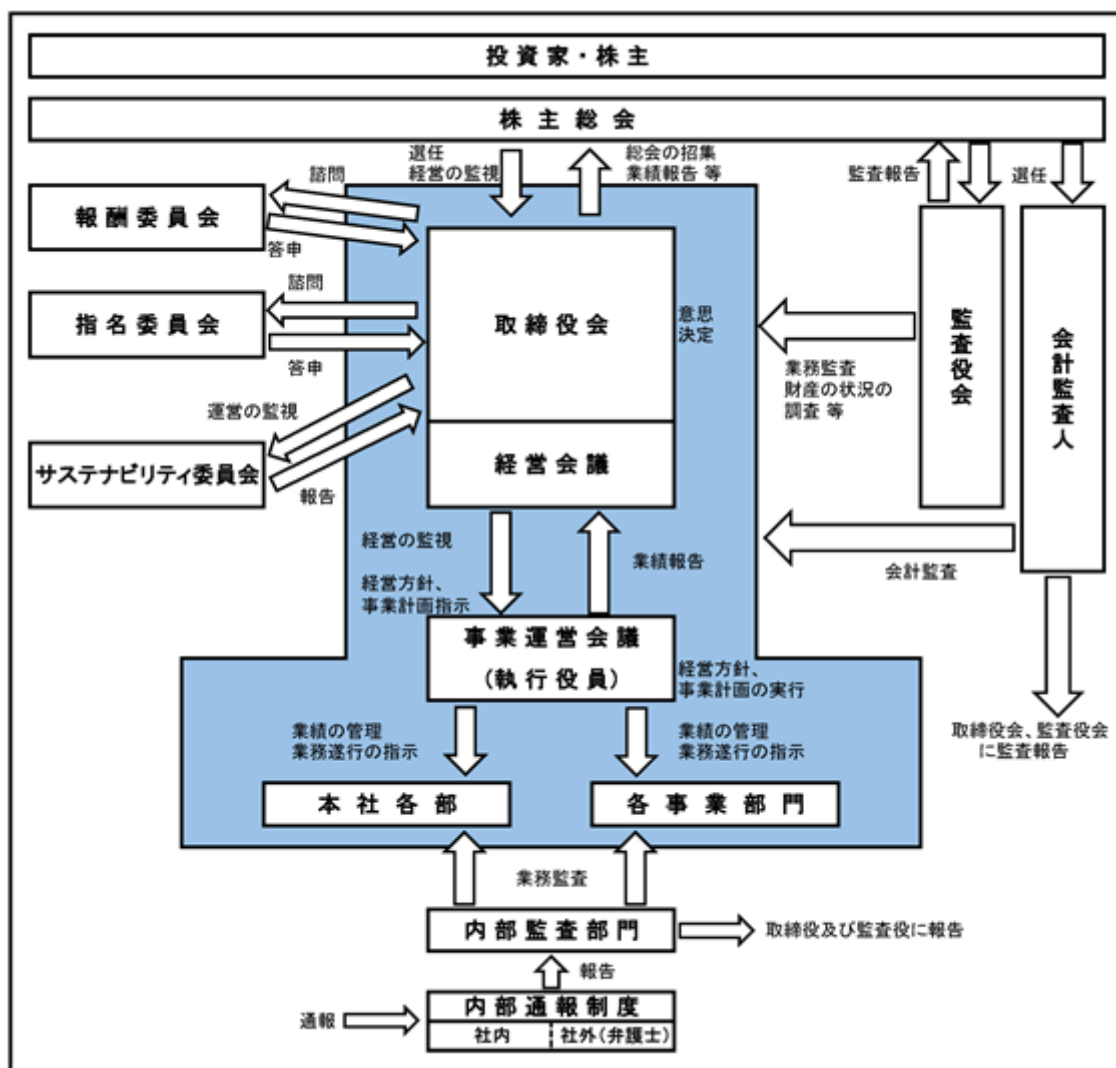 投資家・株主
株主総会
選任
経営の監視
総会の招集
業績報告 等
監査報告
選任
諮問
報酬委員会
答申
諮問
指名委員会
答申
運営の監視
サステナビリティ委員会
報告
取締役会
意思
決定
経営会議
業務監査
財産の状況の
調査 等
監査役会
会計監査人
会計監査
経営の監視
経営方針、
事業計画指示
業績報告
事業運営会議
(執行役員)
経営方針、
事業計画の実行
業績の管理
業務遂行の指示
業績の管理
業務遂行の指示
取締役会、監査役会
に監査報告
本社各部
各事業部門
業務監査
内部監査部門
取締役及び監査役に報告
報告
通報
内部通報制度
社内
社外(弁護士)